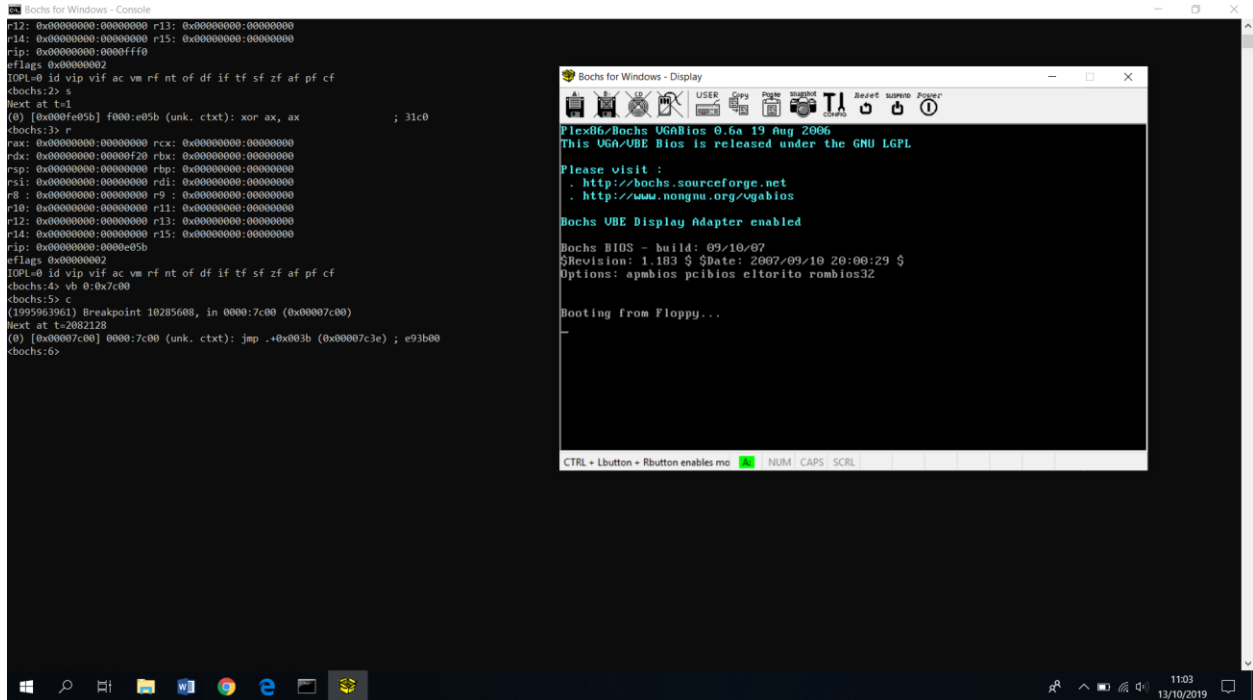 Bochs for Windows - Console
r12: 0x00000000:00000000 r13: 0x00000000:00000000
r14: 0x00000000:00000000 r15: 0x00000000:00000000
rip: 0x00000000:0000fff0
eflags 0x00000002
IOPL=0 id vip vif ac vm rf nt of df if tf sf zf af pf cf
<bochs:2> s
Next at t=1
(0) [0x000fe05b] f000:e05b (unk. ctxt): xor ax, ax ; 31c0
<bochs:3> r
rax: 0x00000000:00000000 rcx: 0x00000000:00000000
rdx: 0x00000000:00000f20 rbx: 0x00000000:00000000
rsp: 0x00000000:00000000 rbp: 0x00000000:00000000
rsi: 0x00000000:00000000 rdi: 0x00000000:00000000
r8 : 0x00000000:00000000 r9 : 0x00000000:00000000
r10: 0x00000000:00000000 r11: 0x00000000:00000000
r12: 0x00000000:00000000 r13: 0x00000000:00000000
r14: 0x00000000:00000000 r15: 0x00000000:00000000
rip: 0x00000000:0000e05b
eflags 0x00000002
IOPL=0 id vip vif ac vm rf nt of df if tf sf zf af pf cf
<bochs:4> vb 0:0x7c00
<bochs:5> c
(1995963961) Breakpoint 10285608, in 0000:7c00 (0x00007c00)
Next at t=2082128
(0) [0x00007c00] 0000:7c00 (unk. ctxt): jmp .+0x003b (0x00007c3e) ; e93b00
<bochs:6>
Bochs for Windows - Display
A: B: CD USER Copy Paste snapshot CONFIG Reset SUSPEND Power
Plex86/Bochs VGABios 0.6a 19 Aug 2006
This VGA/VBE Bios is released under the GNU LGPL
Please visit :
. http://bochs.sourceforge.net
. http://www.nongnu.org/vgabios
Bochs VBE Display Adapter enabled
Bochs BIOS - build: 09/10/07
$Revision: 1.183 $ $Date: 2007/09/10 20:00:29 $
Options: apmbios pcibios eltorito rombios32
Booting from Floppy...
CTRL + Lbutton + Rbutton enables mo A: NUM CAPS SCRL
11:03
13/10/2019